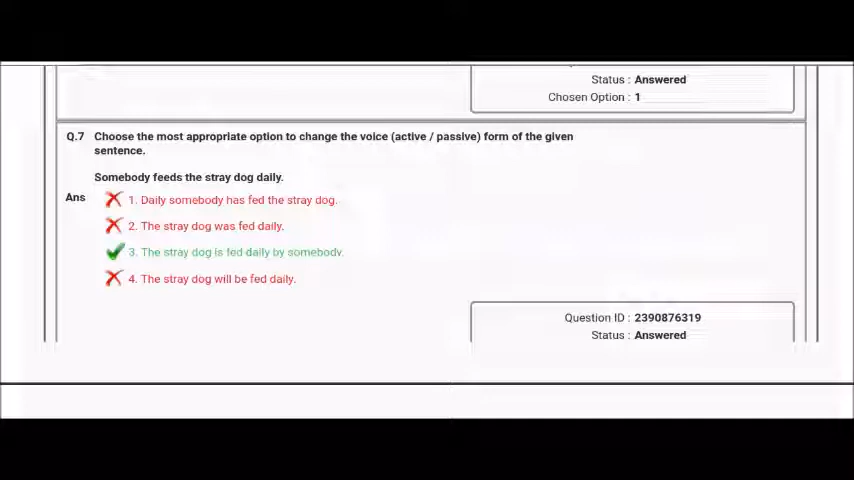 Status : Answered
Chosen Option : 1
Q.7 Choose the most appropriate option to change the voice (active / passive) form of the given
sentence.
Somebody feeds the stray dog daily.
Ans 1. Daily somebody has fed the stray dog.
2. The stray dog was fed daily.
3. The stray dog is fed daily by somebody.
4. The stray dog will be fed daily.
Question ID : 2390876319
Status : Answered